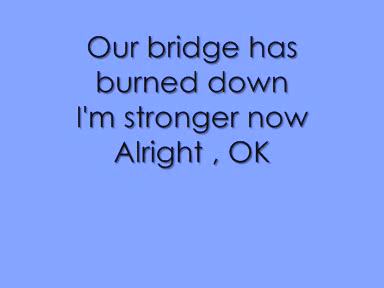 Our bridge has
burned down
I'm stronger now
Alright , OK